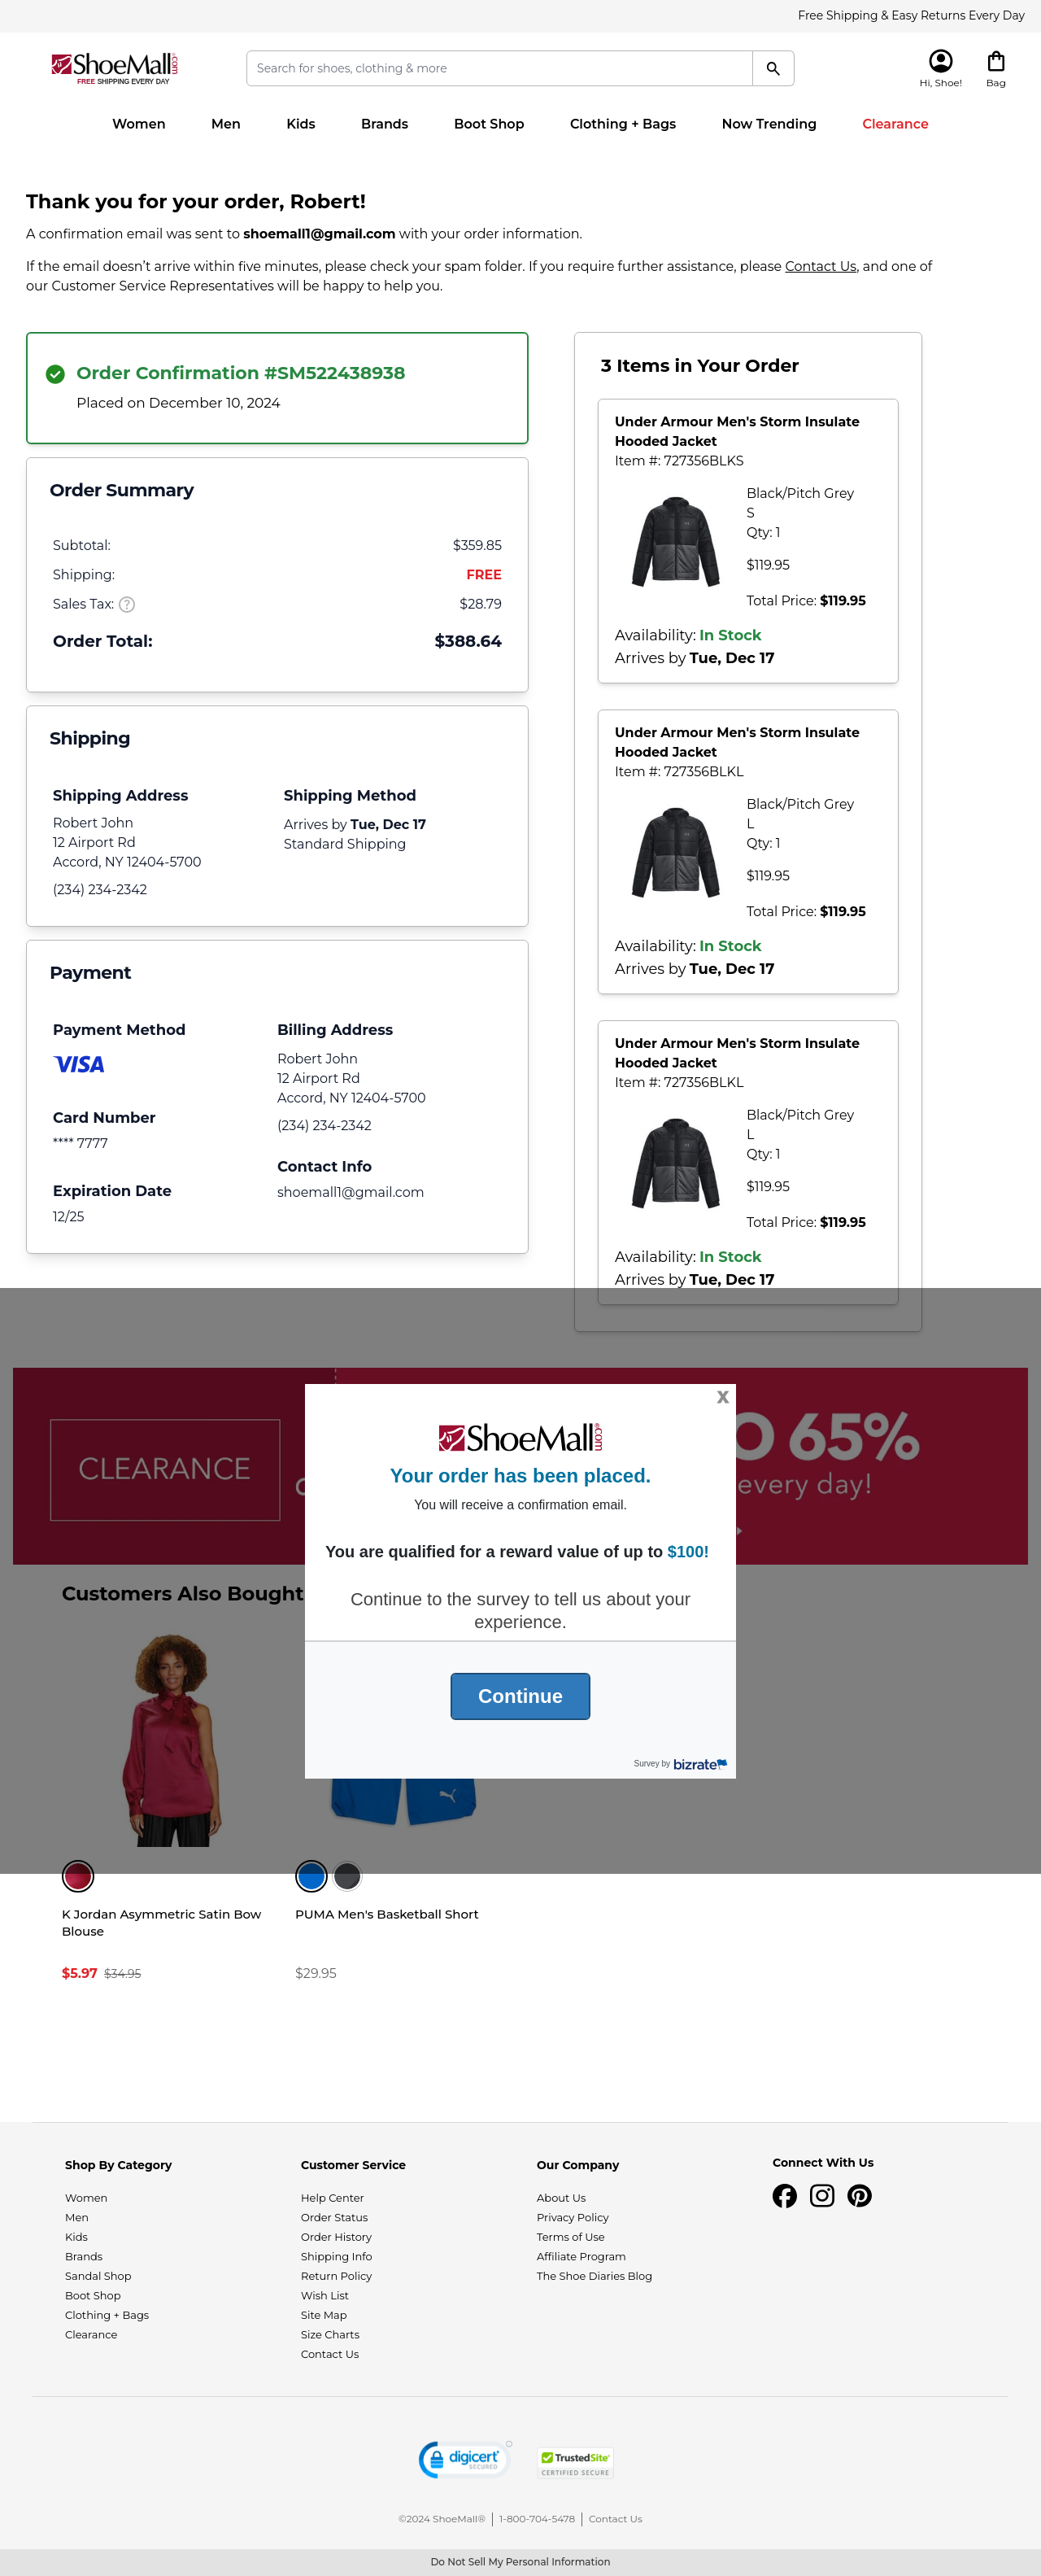 Free Shipping & Easy Returns Every Day
ShoeMall.com
FREE SHIPPING EVERY DAY
Search for shoes, clothing & more
Hi, Shoe!
Bag
Women Men Kids Brands Boot Shop Clothing + Bags Now Trending Clearance
Thank you for your order, Robert!
A confirmation email was sent to shoemall1@gmail.com with your order information.
If the email doesn’t arrive within five minutes, please check your spam folder. If you require further assistance, please Contact Us, and one of
our Customer Service Representatives will be happy to help you.
Order Confirmation #SM522438938
Placed on December 10, 2024
Order Summary
Subtotal: $359.85
Shipping: FREE
Sales Tax: ? $28.79
Order Total: $388.64
Shipping
Shipping Address
Robert John
12 Airport Rd
Accord, NY 12404-5700
(234) 234-2342
Shipping Method
Arrives by Tue, Dec 17
Standard Shipping
Payment
Payment Method
VISA
Card Number
**** 7777
Expiration Date
12/25
Billing Address
Robert John
12 Airport Rd
Accord, NY 12404-5700
(234) 234-2342
Contact Info
shoemall1@gmail.com
3 Items in Your Order
Under Armour Men's Storm Insulate
Hooded Jacket
Item #: 727356BLKS
Black/Pitch Grey
S
Qty: 1
$119.95
Total Price: $119.95
Availability: In Stock
Arrives by Tue, Dec 17
Under Armour Men's Storm Insulate
Hooded Jacket
Item #: 727356BLKL
Black/Pitch Grey
L
Qty: 1
$119.95
Total Price: $119.95
Availability: In Stock
Arrives by Tue, Dec 17
Under Armour Men's Storm Insulate
Hooded Jacket
Item #: 727356BLKL
Black/Pitch Grey
L
Qty: 1
$119.95
Total Price: $119.95
Availability: In Stock
Arrives by Tue, Dec 17
CLEARANCE
O 65%
every day!
X
ShoeMall.com
Your order has been placed.
You will receive a confirmation email.
You are qualified for a reward value of up to $100!
Continue to the survey to tell us about your
experience.
Continue
Survey by bizrate
Customers Also Bought
K Jordan Asymmetric Satin Bow
Blouse
$5.97 $34.95
PUMA Men's Basketball Short
$29.95
Shop By Category
Women
Men
Kids
Brands
Sandal Shop
Boot Shop
Clothing + Bags
Clearance
Customer Service
Help Center
Order Status
Order History
Shipping Info
Return Policy
Wish List
Site Map
Size Charts
Contact Us
Our Company
About Us
Privacy Policy
Terms of Use
Affiliate Program
The Shoe Diaries Blog
Connect With Us
digicert
SECURED
TrustedSite
CERTIFIED SECURE
©2024 ShoeMall® | 1-800-704-5478 | Contact Us
Do Not Sell My Personal Information